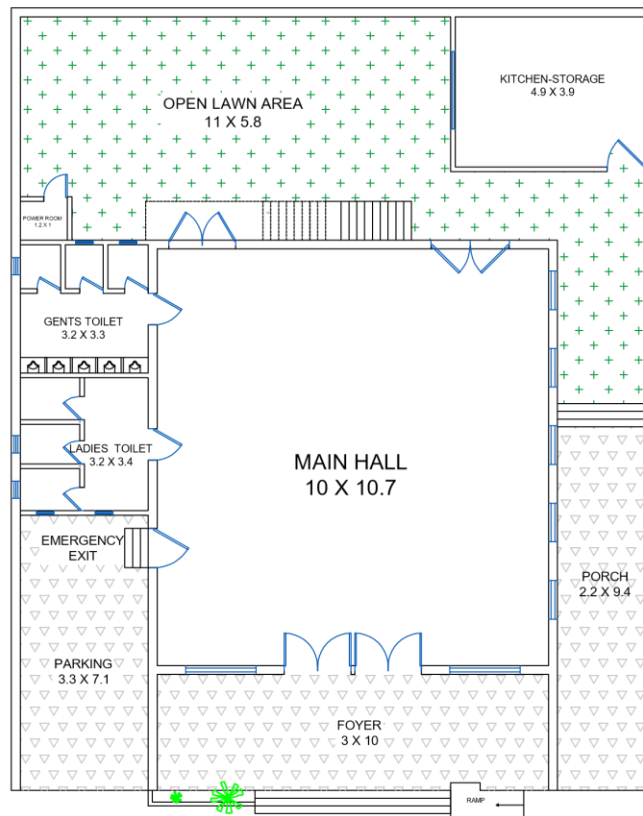 KITCHEN-STORAGE
4.9 X 3.9
OPEN LAWN AREA
11 X 5.8
POWER ROOM
1.2 X 1
GENTS TOILET
3.2 X 3.3
LADIES TOILET
3.2 X 3.4
MAIN HALL
10 X 10.7
EMERGENCY
EXIT
PORCH
2.2 X 9.4
PARKING
3.3 X 7.1
FOYER
3 X 10
RAMP